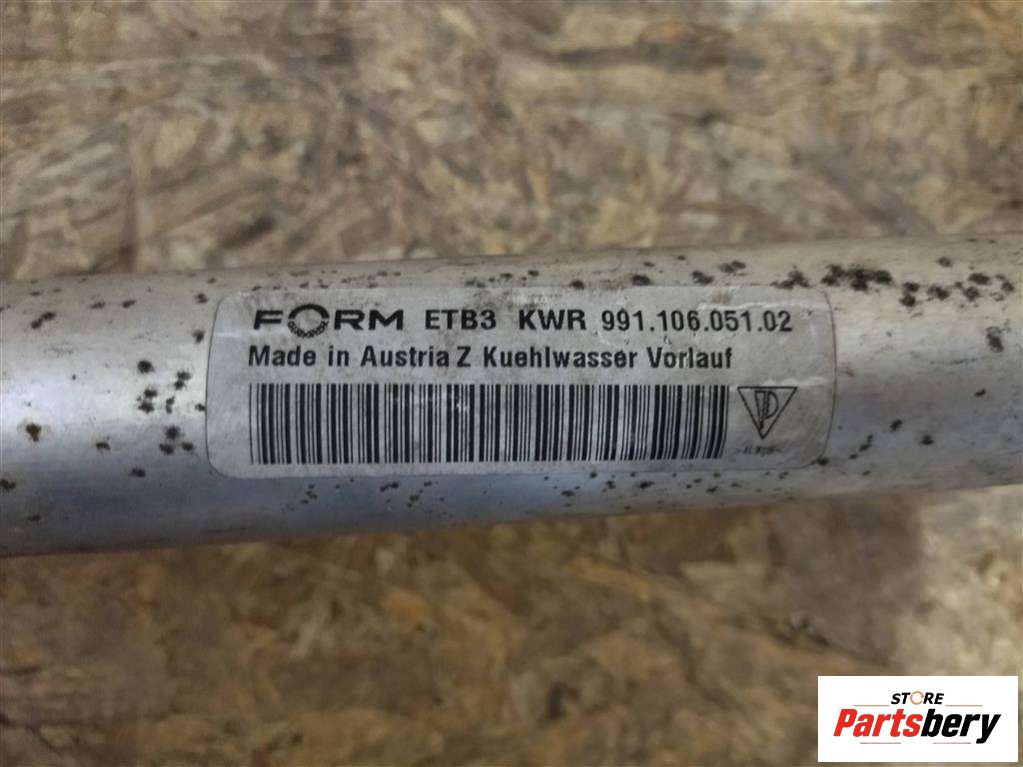 FORM ETB3 KWR 991.106.051.02
Made in Austria Z Kuehlwasser Vorlauf
STORE
Partsbery